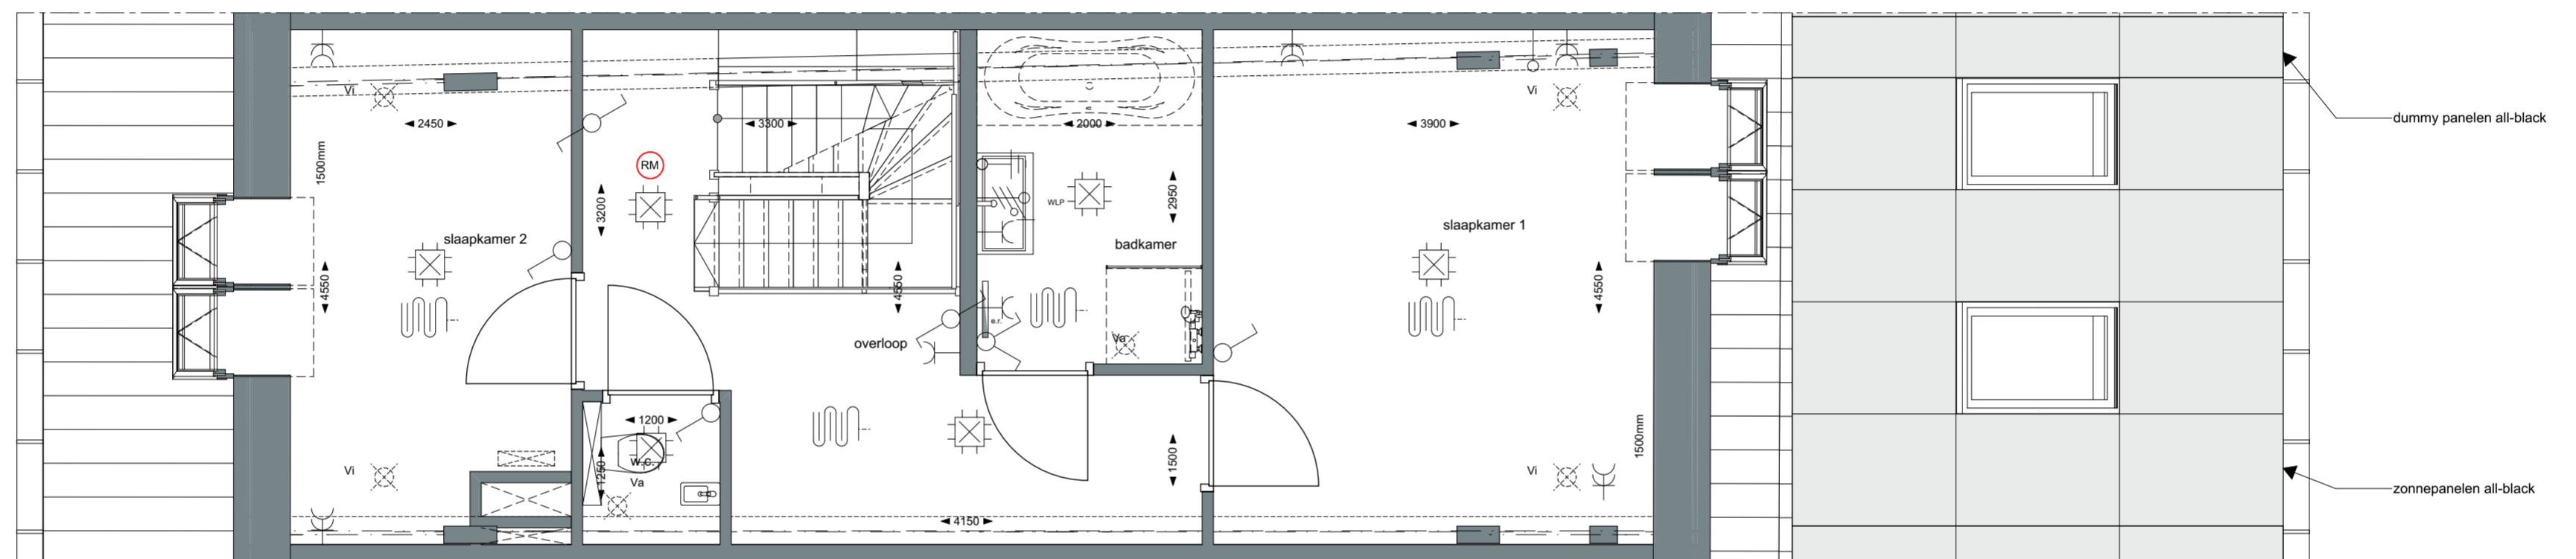 Vi
2450
1500mm
slaapkamer 2
4550
Vi
RM
3200
3300
4550
overloop
1200
w.c.
1250
Va
4150
2000
WLP
2950
badkamer
e.r.
Va
1500
3900
Vi
slaapkamer 1
4550
1500mm
Vi
dummy panelen all-black
zonnepanelen all-black